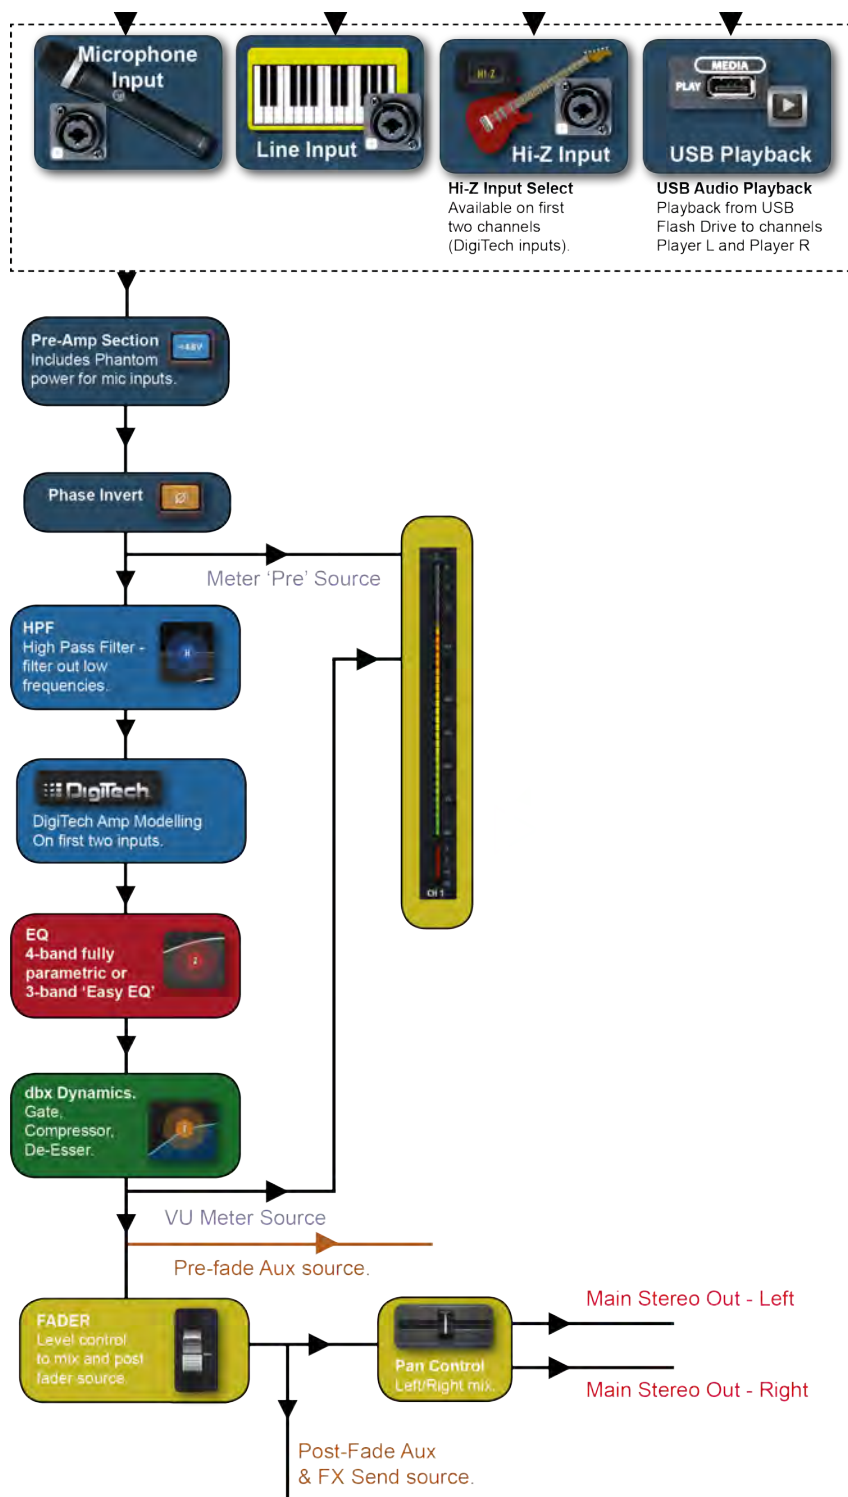 Microphone
Input
Line Input
HI-Z
Hi-Z Input
MEDIA
PLAY
USB Playback
Hi-Z Input Select
Available on first
two channels
(DigiTech inputs).
USB Audio Playback
Playback from USB
Flash Drive to channels
Player L and Player R
Pre-Amp Section
Includes Phantom
power for mic inputs.
+48V
Phase Invert
Ø
Meter ‘Pre’ Source
HPF
High Pass Filter -
filter out low
frequencies.
H
DigiTech
DigiTech Amp Modelling
On first two inputs.
CH 1
EQ
4-band fully
parametric or
3-band ‘Easy EQ’
2
dbx Dynamics.
Gate,
Compressor,
De-Esser.
VU Meter Source
Pre-fade Aux source.
FADER
Level control
to mix and post
fader source.
Pan Control
Left/Right mix.
Main Stereo Out - Left
Main Stereo Out - Right
Post-Fade Aux
& FX Send source.